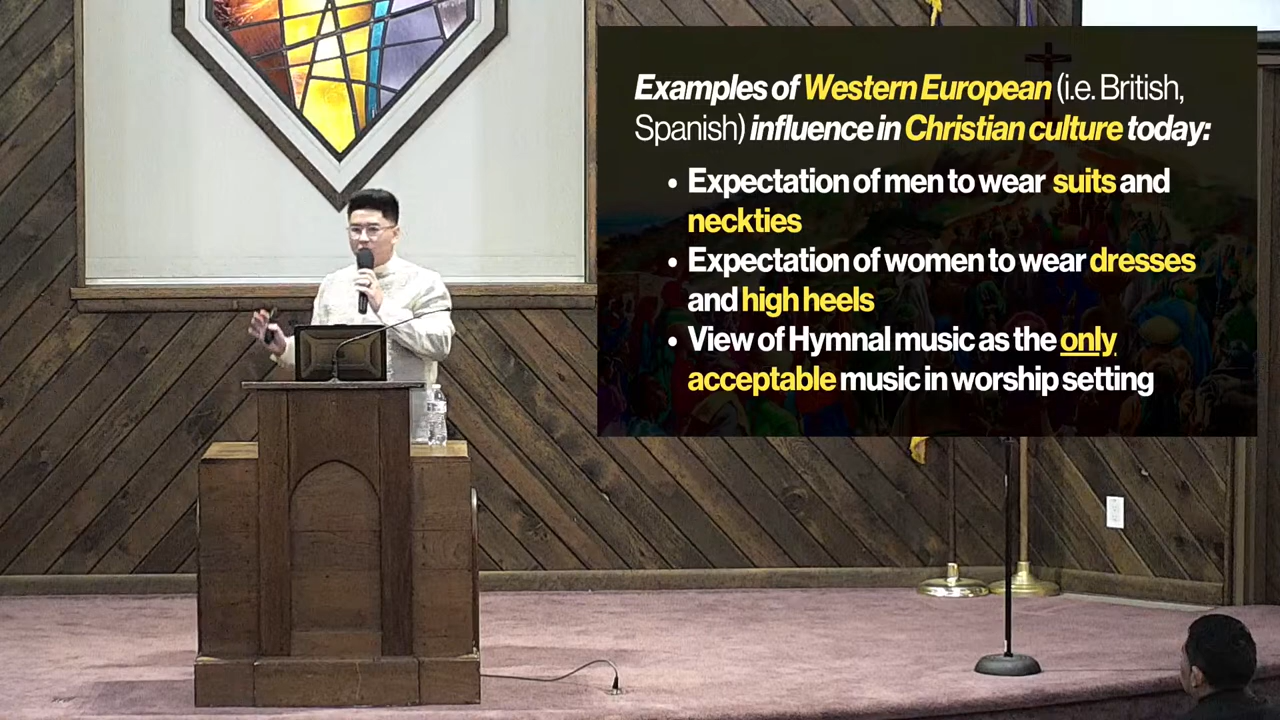 Examples of Western European (i.e. British,
Spanish) influence in Christian culture today:
• Expectation of men to wear suits and
neckties
• Expectation of women to wear dresses
and high heels
• View of Hymnal music as the only
acceptable music in worship setting